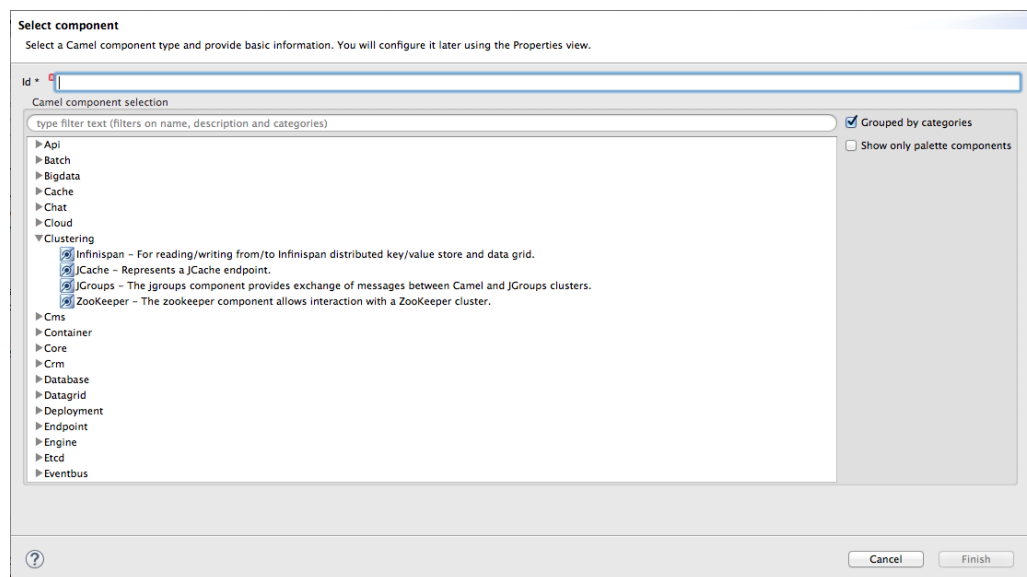 Select component
Select a Camel component type and provide basic information. You will configure it later using the Properties view.
Id *
Camel component selection
type filter text (filters on name, description and categories)
Grouped by categories
Show only palette components
Api
Batch
Bigdata
Cache
Chat
Cloud
Clustering
Infinispan – For reading/writing from/to Infinispan distributed key/value store and data grid.
JCache – Represents a JCache endpoint.
JGroups – The jgroups component provides exchange of messages between Camel and JGroups clusters.
ZooKeeper – The zookeeper component allows interaction with a ZooKeeper cluster.
Cms
Container
Core
Crm
Database
Datagrid
Deployment
Endpoint
Engine
Etcd
Eventbus
?
Cancel
Finish